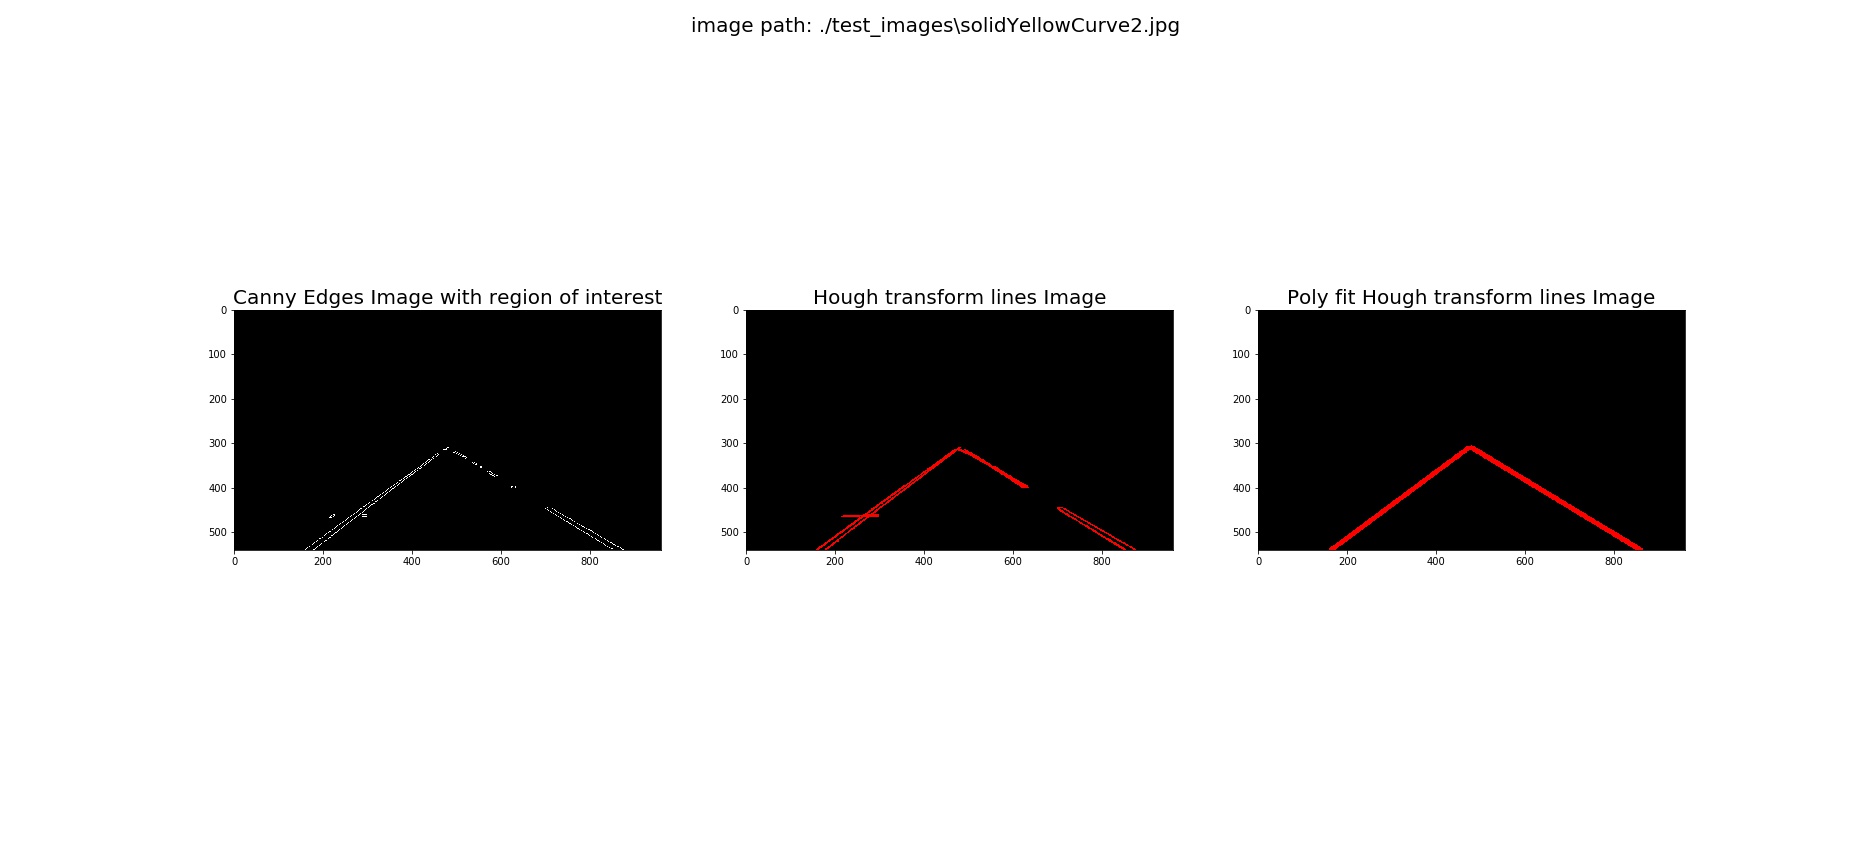 image path: ./test_images\solidYellowCurve2.jpg
Canny Edges Image with region of interest
0
100
200
300
400
500
0 200 400 600 800
Hough transform lines Image
0
100
200
300
400
500
0 200 400 600 800
Poly fit Hough transform lines Image
0
100
200
300
400
500
0 200 400 600 800